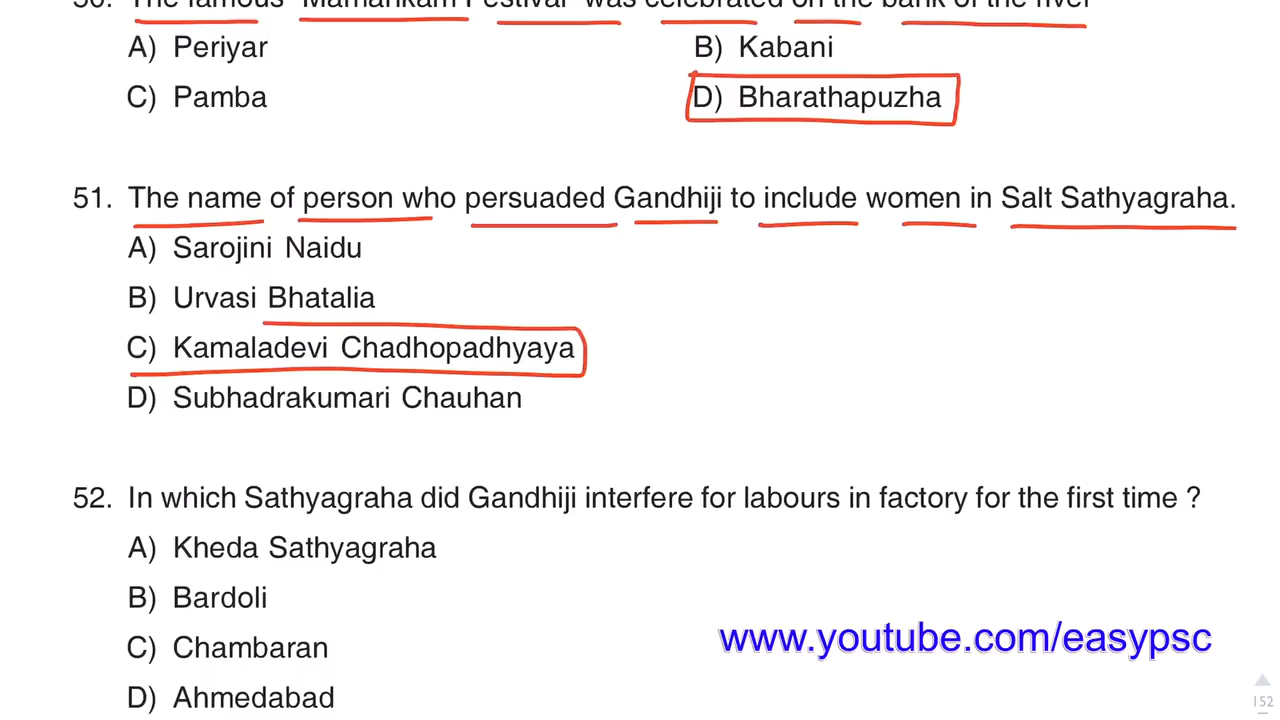 50. The famous 'Mamankam Festival' was celebrated on the bank of the river
A) Periyar
B) Kabani
C) Pamba
D) Bharathapuzha
51. The name of person who persuaded Gandhiji to include women in Salt Sathyagraha.
A) Sarojini Naidu
B) Urvasi Bhatalia
C) Kamaladevi Chadhopadhyaya
D) Subhadrakumari Chauhan
52. In which Sathyagraha did Gandhiji interfere for labours in factory for the first time ?
A) Kheda Sathyagraha
B) Bardoli
C) Chambaran
D) Ahmedabad
www.youtube.com/easypsc
152